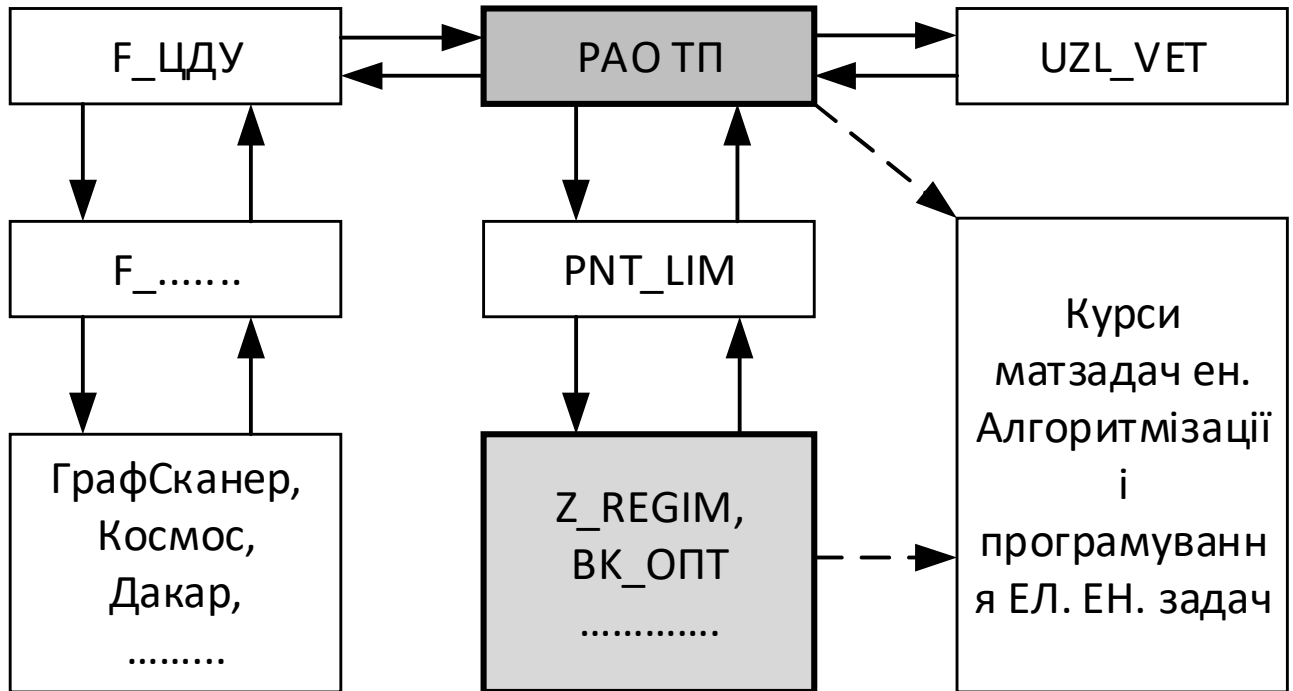 F_ЦДУ
РАО ТП
UZL_VET
F_.......
PNT_LIM
Курси
матзадач ен.
Алгоритмізації
і
програмуванн
я ЕЛ. ЕН. задач
ГрафСканер,
Космос,
Дакар,
.........
Z_REGIM,
ВК_ОПТ
.............